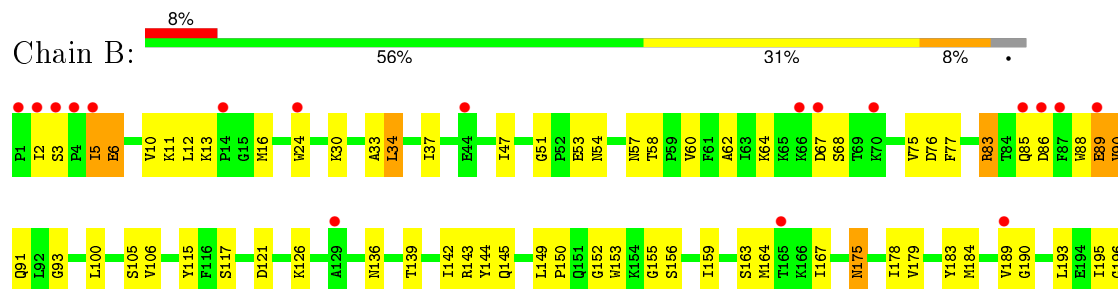 8%
Chain B:
56% 31% 8% •
P1 I2 S3 P4 I5 E6 V10 K11 L12 K13 P14 G15 M16 W24 K30 A33 L34 I37 E44 I47 G51 P52 E53 N54 N57 T58 P59 V60 F61 A62 I63 K64 K65 K66 D67 S68 T69 K70 V75 D76 F77 R83 T84 Q85 D86 F87 W88 E89 V90
Q91 L92 G93 L100 S105 V106 Y115 F116 S117 D121 K126 A129 N136 T139 I142 R143 Y144 Q145 L149 P150 Q151 G152 W153 K154 G155 S156 I159 S163 M164 T165 K166 I167 N175 I178 V179 Y183 M184 V189 G190 L193 E194 I195 G196